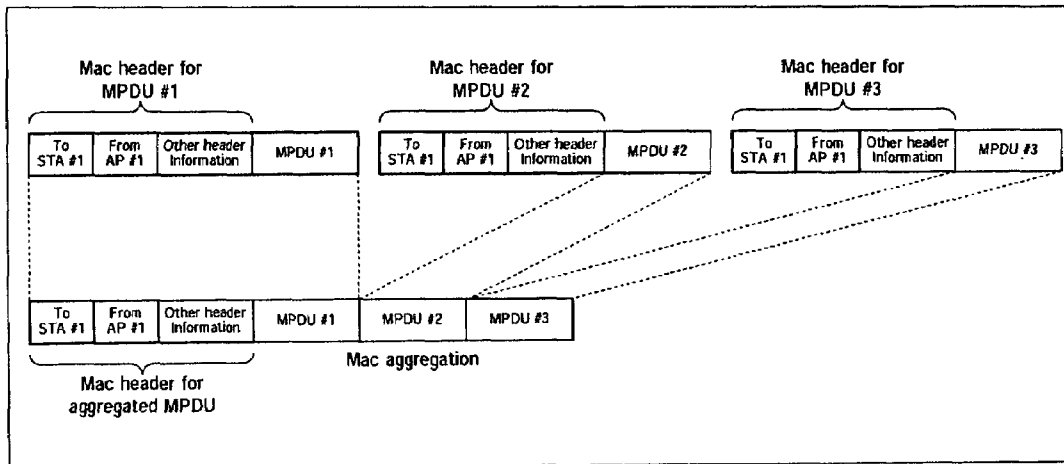 Mac header for
MPDU #1
Mac header for
MPDU #2
Mac header for
MPDU #3
To
STA #1
From
AP #1
Other header
Information
MPDU #1
To
STA #1
From
AP #1
Other header
Information
MPDU #2
To
STA #1
From
AP #1
Other header
Information
MPDU #3
To
STA #1
From
AP #1
Other header
Information
MPDU #1
MPDU #2
MPDU #3
Mac aggregation
Mac header for
aggregated MPDU